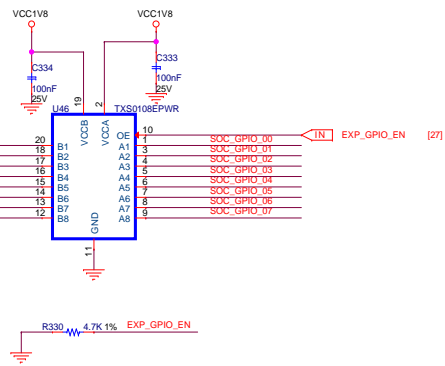 VCC1V8 VCC1V8
C334 C333
100nF 100nF
25V 25V
19 2
U46 TXS0108EPWR
VCCB VCCA
OE 10 IN EXP_GPIO_EN [27]
20 B1 A1 1 SOC_GPIO_00
18 B2 A2 3 SOC_GPIO_01
17 B3 A3 4 SOC_GPIO_02
16 B4 A4 5 SOC_GPIO_03
15 B5 A5 6 SOC_GPIO_04
14 B6 A6 7 SOC_GPIO_05
13 B7 A7 8 SOC_GPIO_06
12 B8 A8 9 SOC_GPIO_07
GND
11
R330 4.7K 1% EXP_GPIO_EN